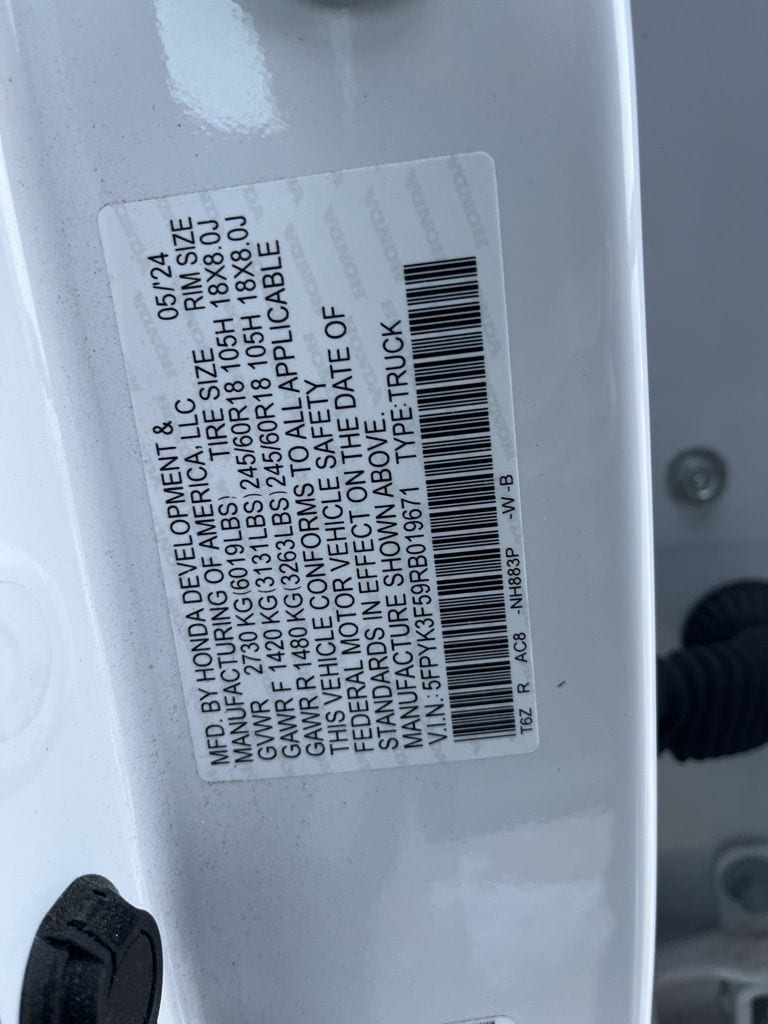 MFD. BY HONDA DEVELOPMENT & 05/'24
MANUFACTURING OF AMERICA, LLC RIM SIZE
GVWR 2730 KG(6019LBS) TIRE SIZE
GAWR F 1420 KG(3131LBS)245/60R18 105H 18X8.0J
GAWR R 1480 KG(3263LBS)245/60R18 105H 18X8.0J
THIS VEHICLE CONFORMS TO ALL APPLICABLE
FEDERAL MOTOR VEHICLE SAFETY
STANDARDS IN EFFECT ON THE DATE OF
MANUFACTURE SHOWN ABOVE.
V.I.N.: 5FPYK3F59RB019671 TYPE:TRUCK
T6Z R AC8 -NH883P -W -B
HONDA